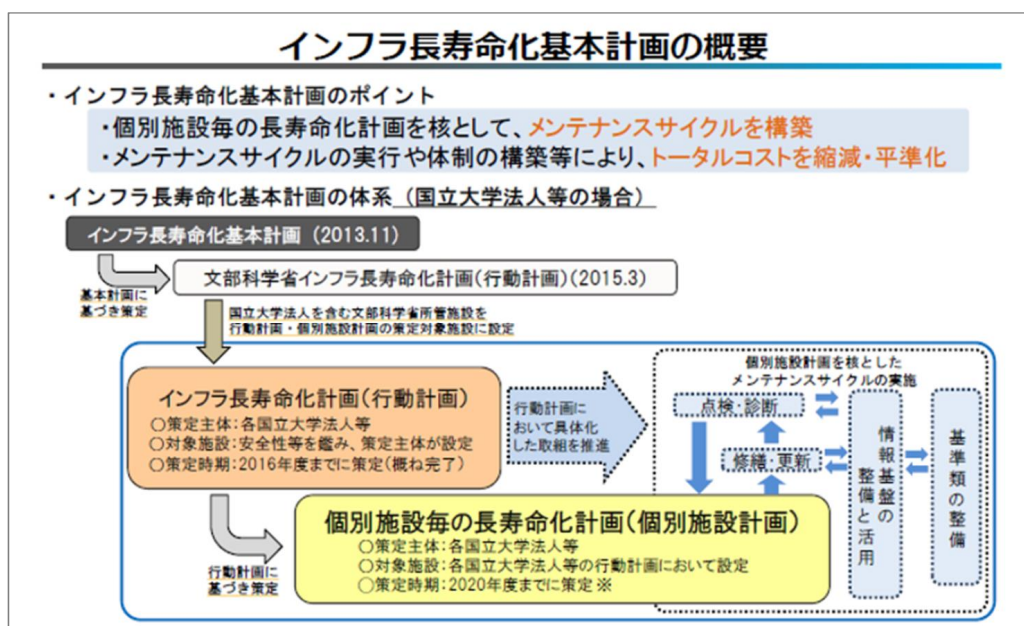 インフラ長寿命化基本計画の概要
・インフラ長寿命化基本計画のポイント
・個別施設毎の長寿命化計画を核として、メンテナンスサイクルを構築
・メンテナンスサイクルの実行や体制の構築等により、トータルコストを縮減・平準化
・インフラ長寿命化基本計画の体系（国立大学法人等の場合）
インフラ長寿命化基本計画（2013.11）
文部科学省インフラ長寿命化計画(行動計画)(2015.3)
基本計画に
基づき策定
国立大学法人を含む文部科学省所管施設を
行動計画・個別施設計画の策定対象施設に設定
インフラ長寿命化計画(行動計画)
○策定主体:各国立大学法人等
○対象施設:安全性等を鑑み、策定主体が設定
○策定時期:2016年度までに策定(概ね完了)
行動計画に
おいて具体化
した取組を推進
個別施設計画を核とした
メンテナンスサイクルの実施
点検・診断
修繕・更新
情報基盤の
整備と活用
基準類の整備
行動計画に
基づき策定
個別施設毎の長寿命化計画(個別施設計画)
○策定主体:各国立大学法人等
○対象施設:各国立大学法人等の行動計画において設定
○策定時期:2020年度までに策定※